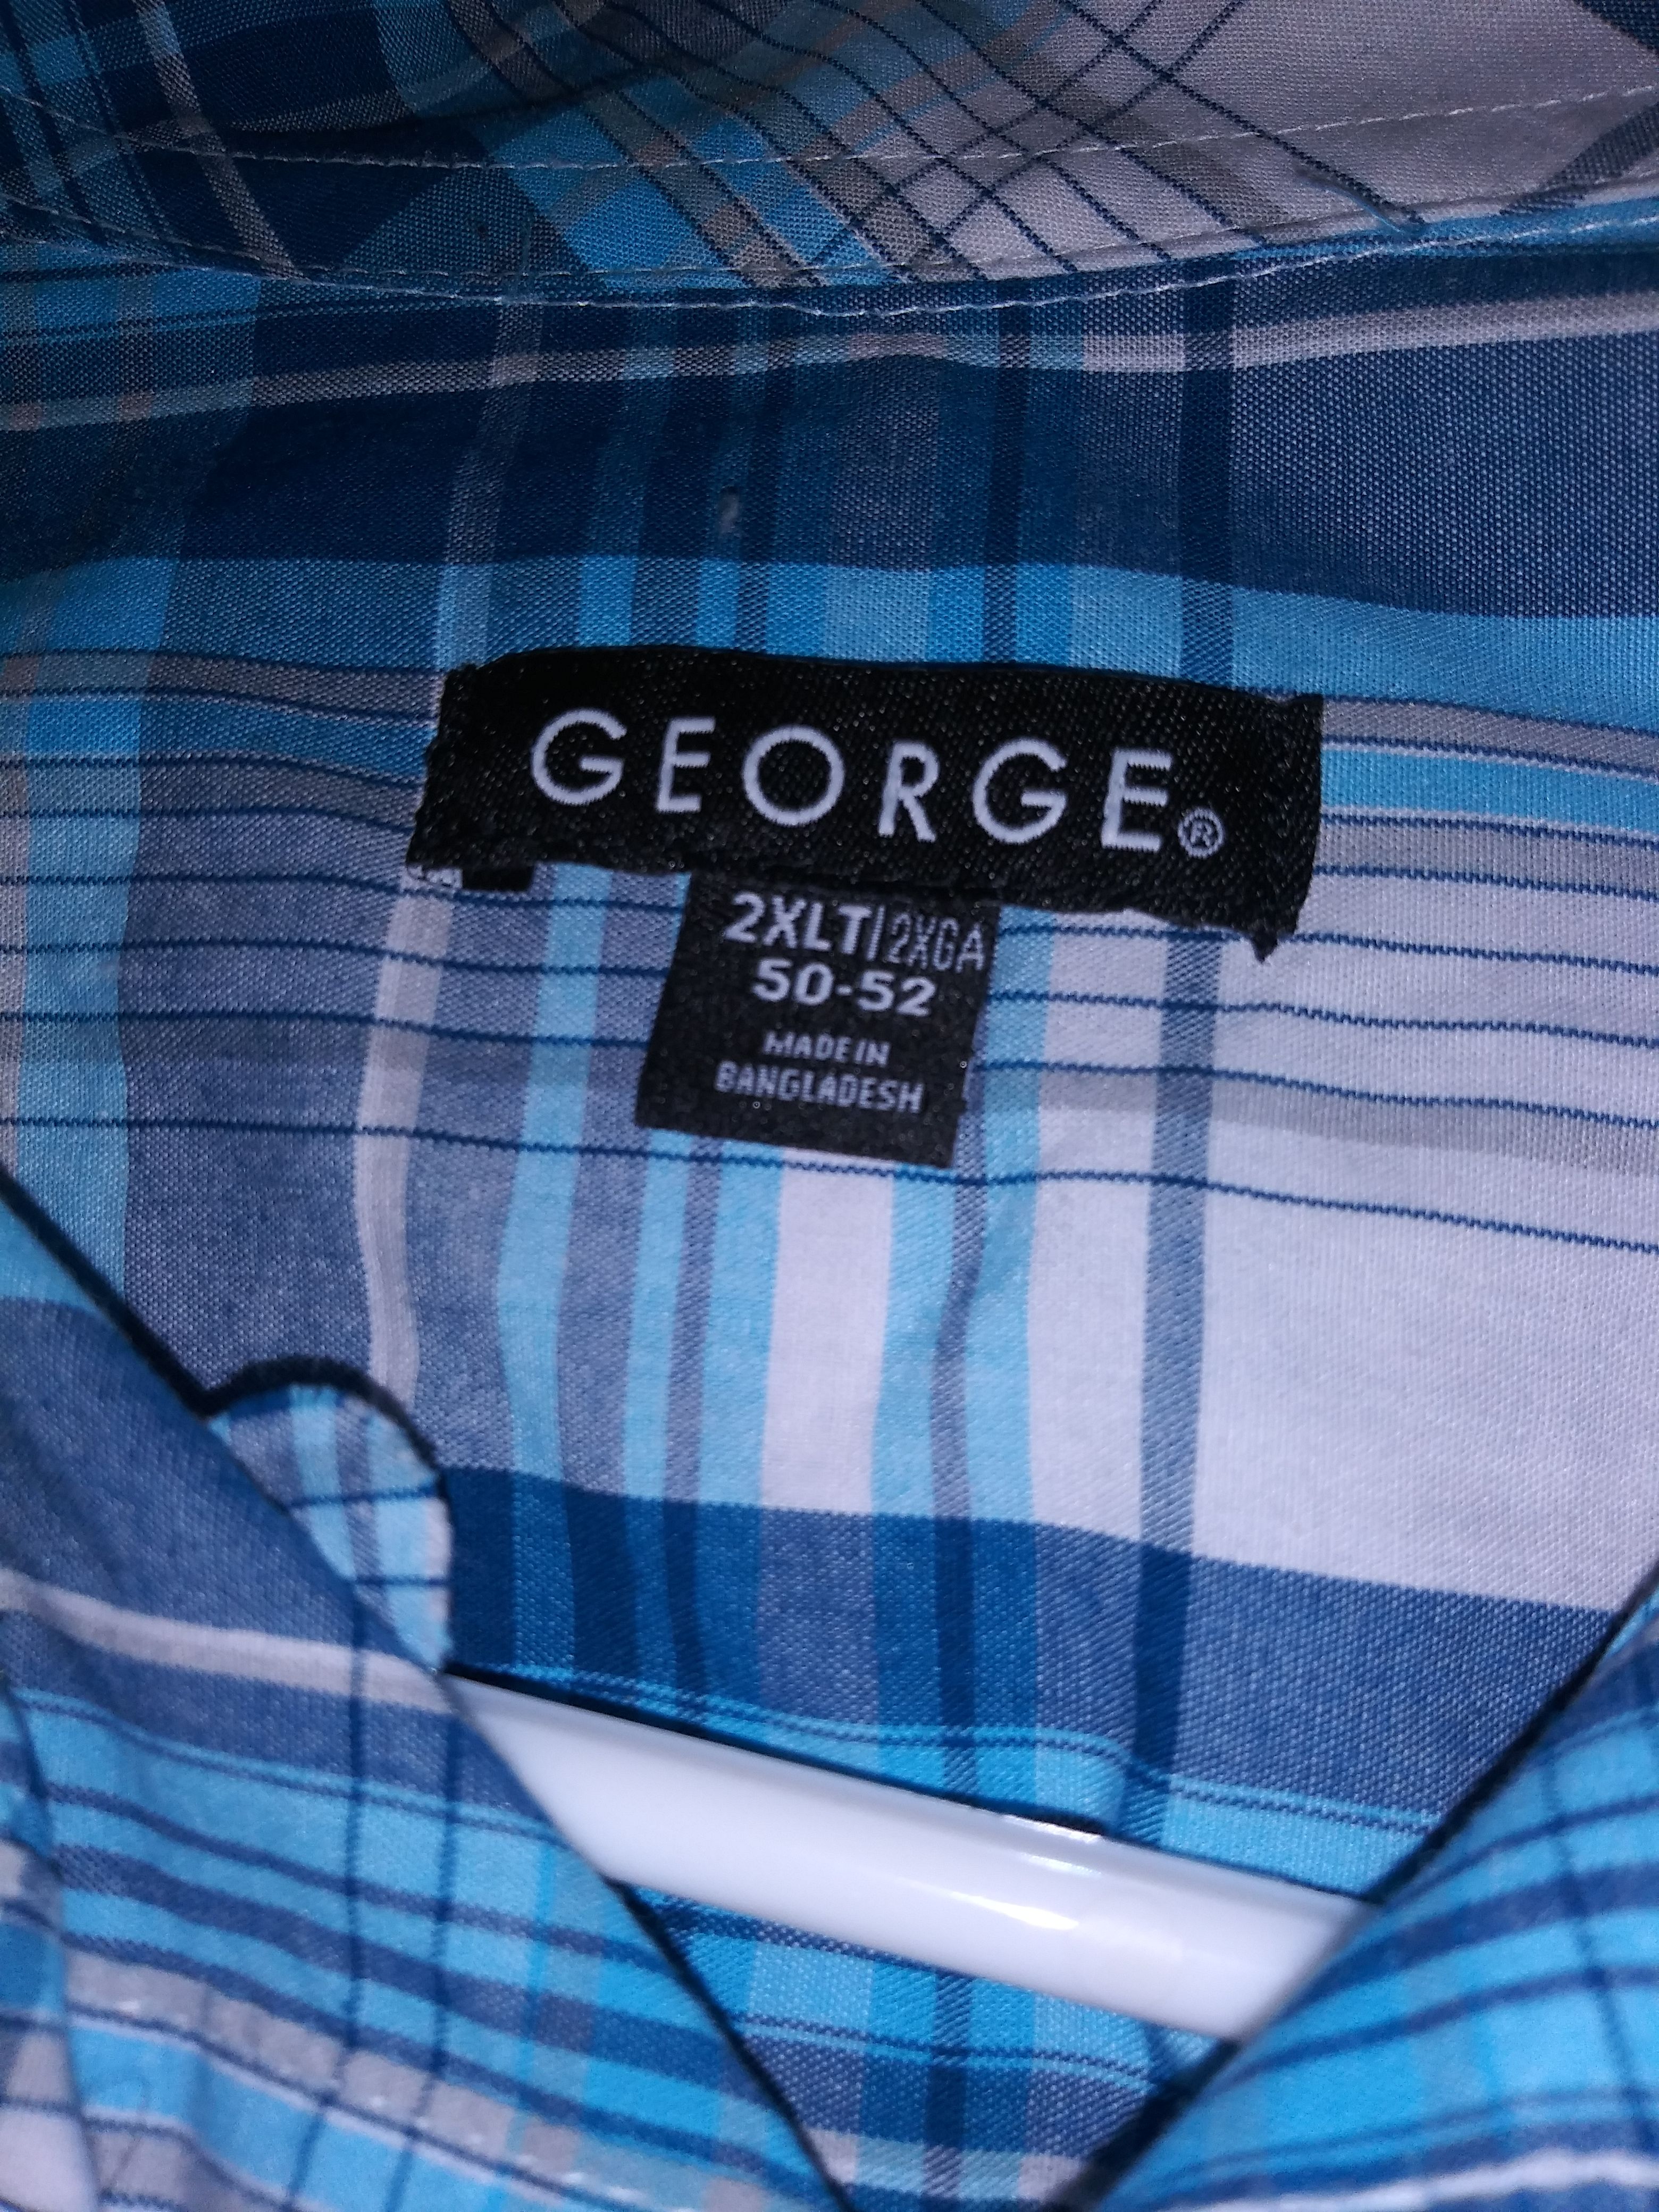 GEORGE®
2XLT|2XGA
50-52
MADE IN
BANGLADESH